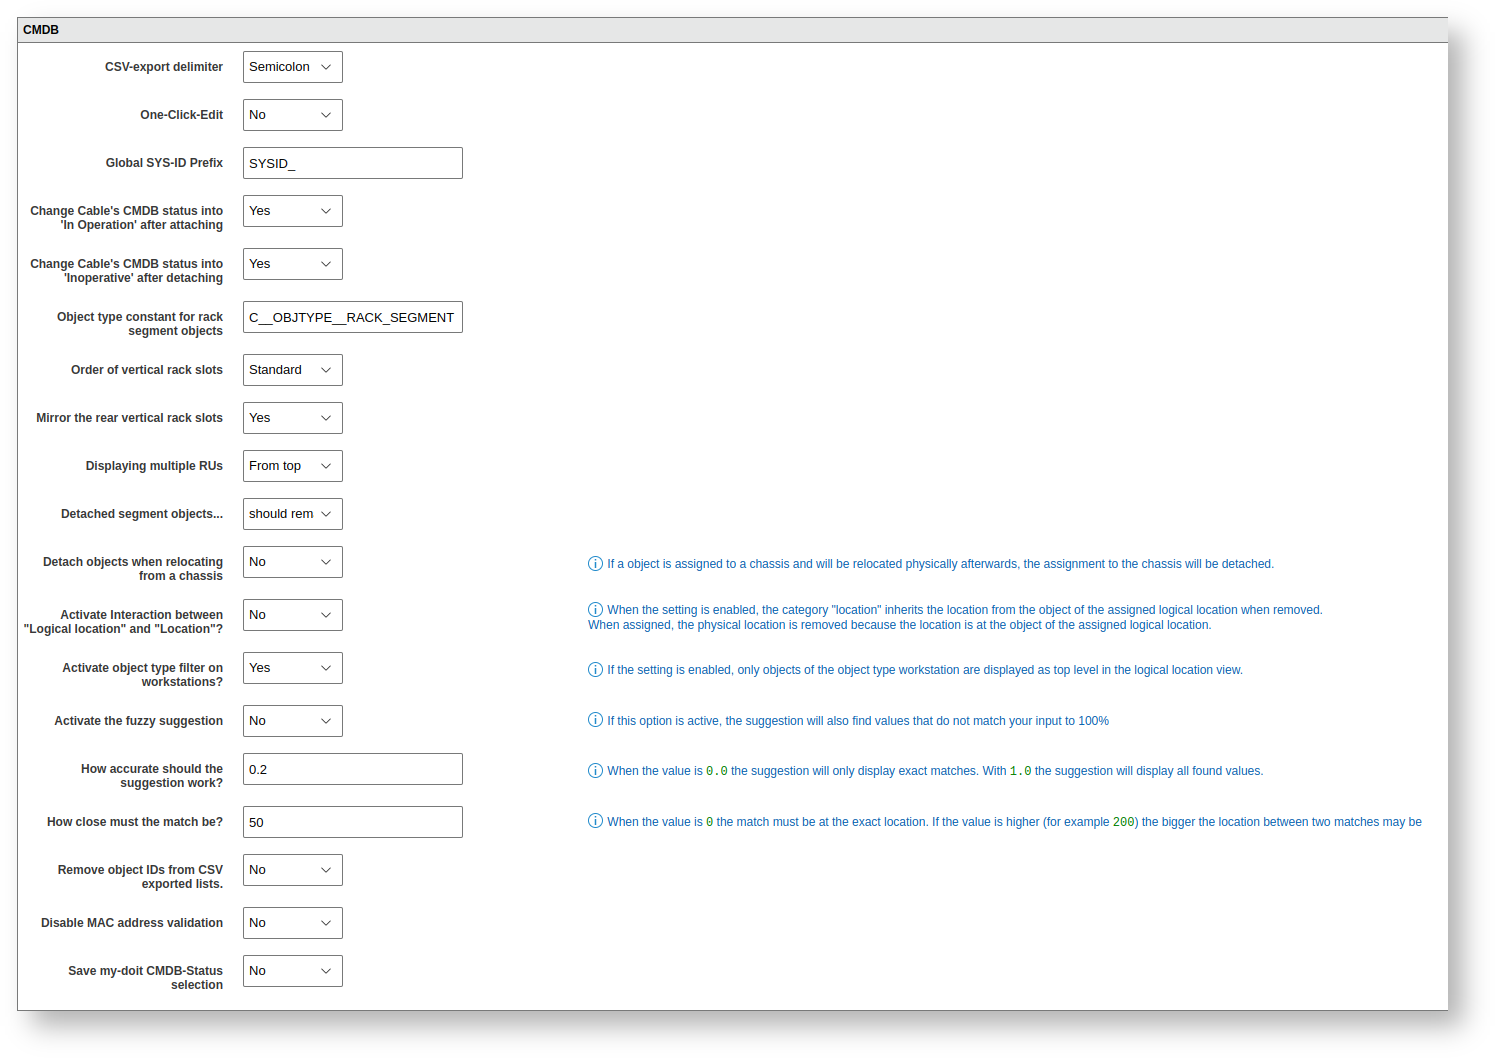 CMDB
CSV-export delimiter
Semicolon
One-Click-Edit
No
Global SYS-ID Prefix
SYSID_
Change Cable's CMDB status into
'In Operation' after attaching
Yes
Change Cable's CMDB status into
'Inoperative' after detaching
Yes
Object type constant for rack
segment objects
C__OBJTYPE__RACK_SEGMENT
Order of vertical rack slots
Standard
Mirror the rear vertical rack slots
Yes
Displaying multiple RUs
From top
Detached segment objects...
should rem
Detach objects when relocating
from a chassis
No
If a object is assigned to a chassis and will be relocated physically afterwards, the assignment to the chassis will be detached.
Activate Interaction between
"Logical location" and "Location"?
No
When the setting is enabled, the category "location" inherits the location from the object of the assigned logical location when removed.
When assigned, the physical location is removed because the location is at the object of the assigned logical location.
Activate object type filter on
workstations?
Yes
If the setting is enabled, only objects of the object type workstation are displayed as top level in the logical location view.
Activate the fuzzy suggestion
No
If this option is active, the suggestion will also find values that do not match your input to 100%
How accurate should the
suggestion work?
0.2
When the value is 0.0 the suggestion will only display exact matches. With 1.0 the suggestion will display all found values.
How close must the match be?
50
When the value is 0 the match must be at the exact location. If the value is higher (for example 200) the bigger the location between two matches may be
Remove object IDs from CSV
exported lists.
No
Disable MAC address validation
No
Save my-doit CMDB-Status
selection
No